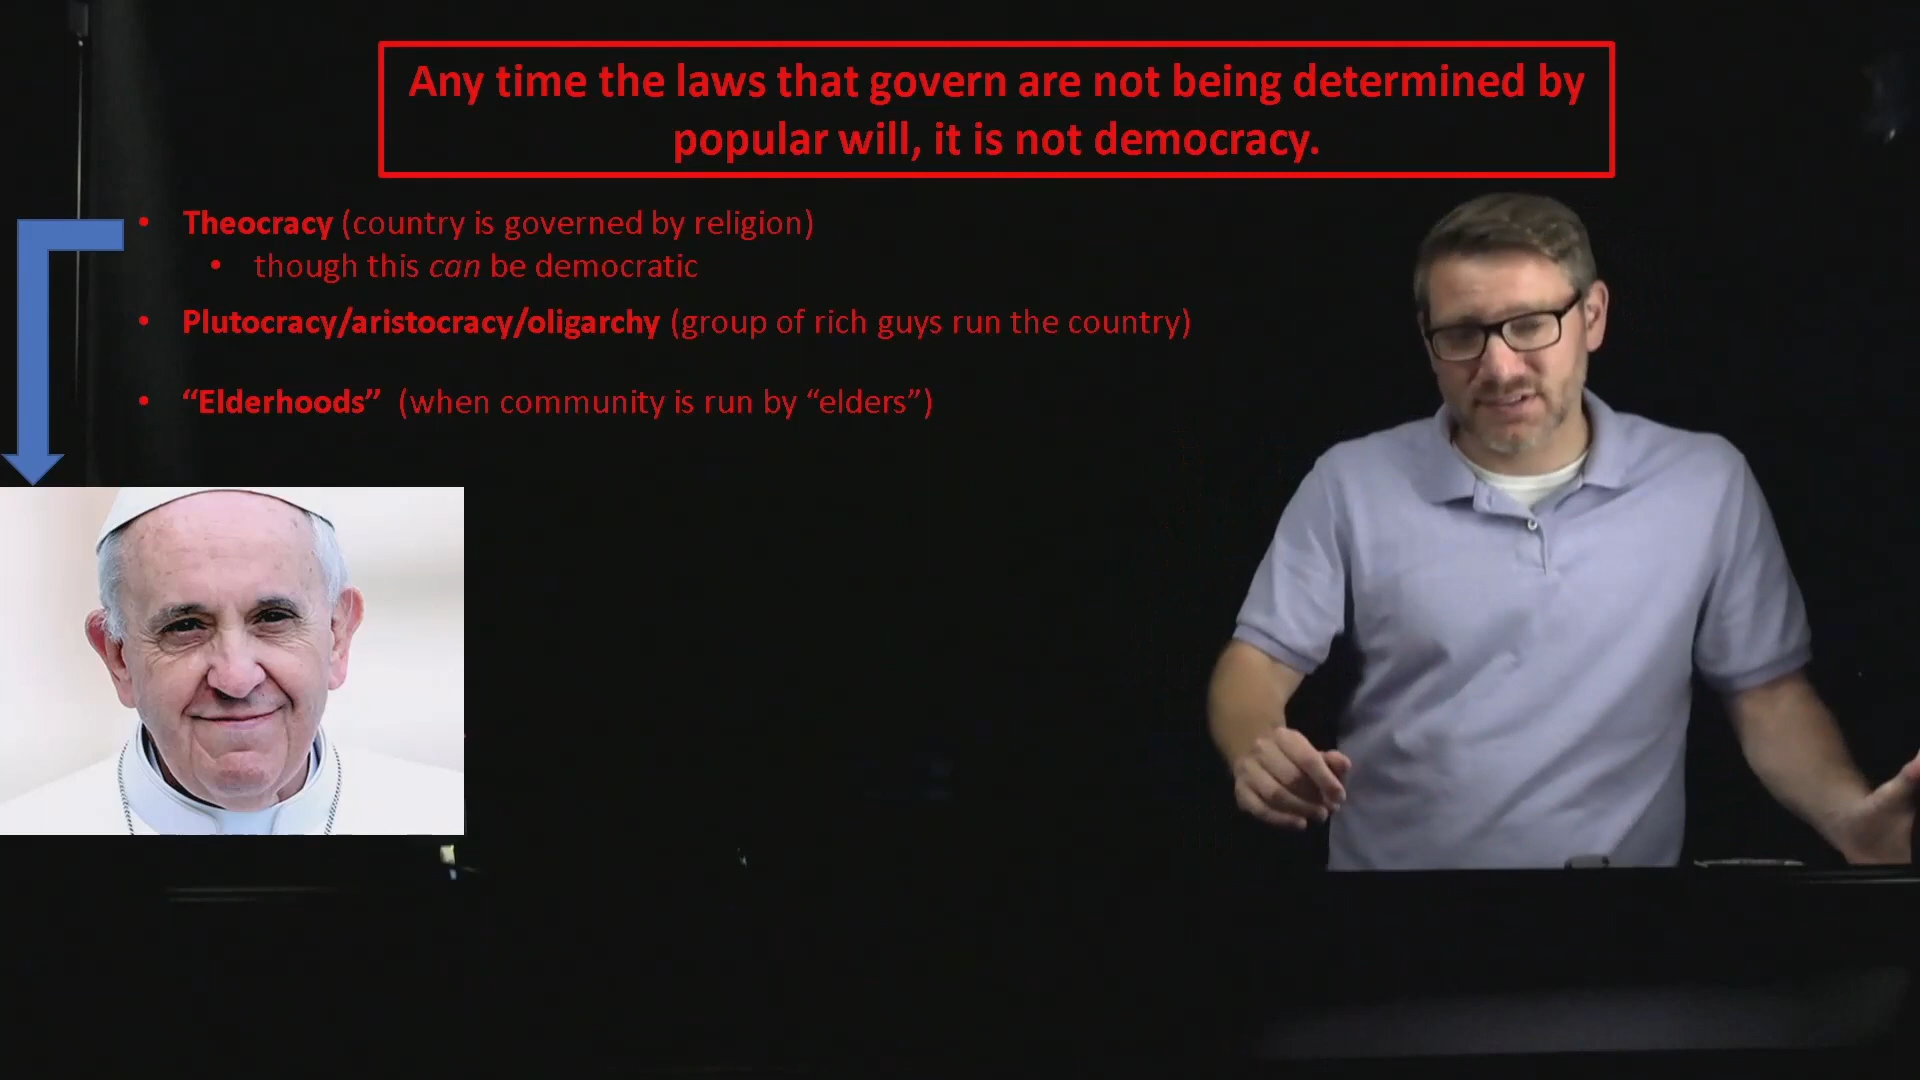 Any time the laws that govern are not being determined by
popular will, it is not democracy.
• Theocracy (country is governed by religion)
• though this can be democratic
• Plutocracy/aristocracy/oligarchy (group of rich guys run the country)
• “Elderhoods” (when community is run by “elders”)